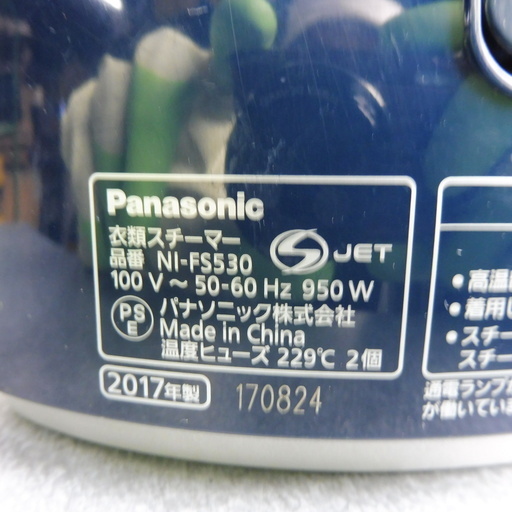 Panasonic
衣類スチーマー
品番 NI-FS530
JET
100 V～50-60 Hz 950 W
PS
E
パナソニック株式会社
Made in China
温度ヒューズ 229℃ 2個
2017年製
170824
● 高温
● 着用し
● スチー
スチー
通電ランプ
が働いてい